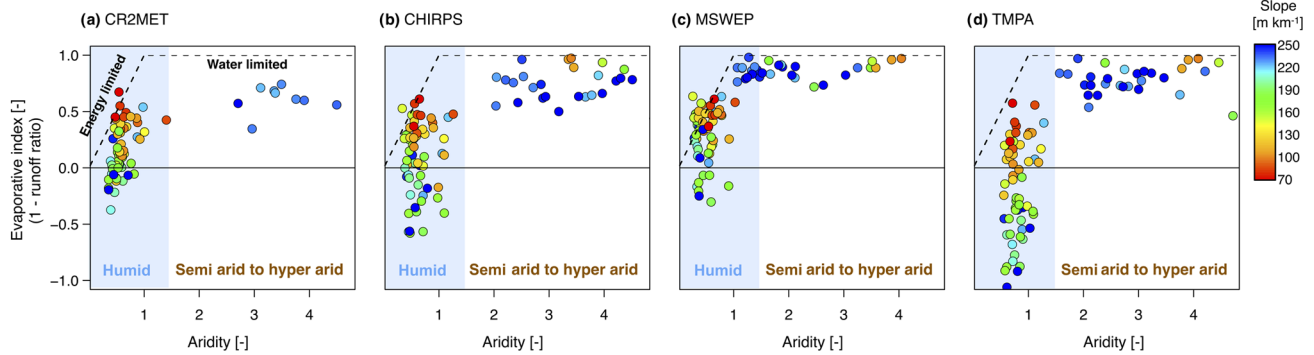 (a) CR2MET
(b) CHIRPS
(c) MSWEP
(d) TMPA
Slope
[m km-1]
250
220
190
160
130
100
70
Evaporative index [-]
(1 - runoff ratio)
1.0
0.5
0.0
−0.5
−1.0
Energy limited
Water limited
Humid
Semi arid to hyper arid
Humid
Semi arid to hyper arid
Humid
Semi arid to hyper arid
Semi arid to hyper arid
1 2 3 4
1 2 3 4
1 2 3 4
1 2 3 4
Aridity [-]
Aridity [-]
Aridity [-]
Aridity [-]